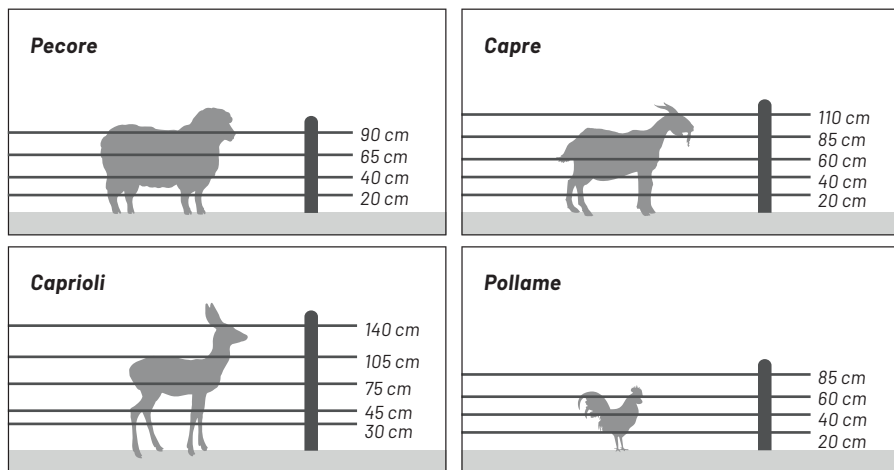 Pecore
90 cm
65 cm
40 cm
20 cm
Capre
110 cm
85 cm
60 cm
40 cm
20 cm
Caprioli
140 cm
105 cm
75 cm
45 cm
30 cm
Pollame
85 cm
60 cm
40 cm
20 cm